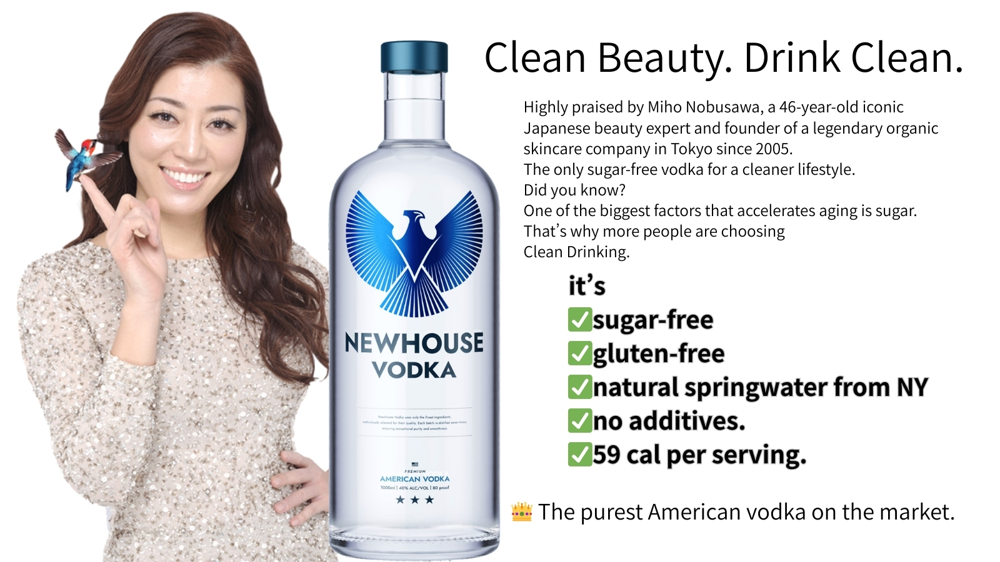 Clean Beauty. Drink Clean.
Highly praised by Miho Nobusawa, a 46-year-old iconic
Japanese beauty expert and founder of a legendary organic
skincare company in Tokyo since 2005.
The only sugar-free vodka for a cleaner lifestyle.
Did you know?
One of the biggest factors that accelerates aging is sugar.
That’s why more people are choosing
Clean Drinking.
it’s
✅sugar-free
✅gluten-free
✅natural springwater from NY
✅no additives.
✅59 cal per serving.
👑 The purest American vodka on the market.
NEWHOUSE
VODKA
Newhouse Vodka uses only the finest ingredients,
meticulously selected for their quality. Each batch is distilled seven times,
ensuring exceptional purity and smoothness.
PREMIUM
AMERICAN VODKA
1000ml | 40% ALC/VOL | 80 proof